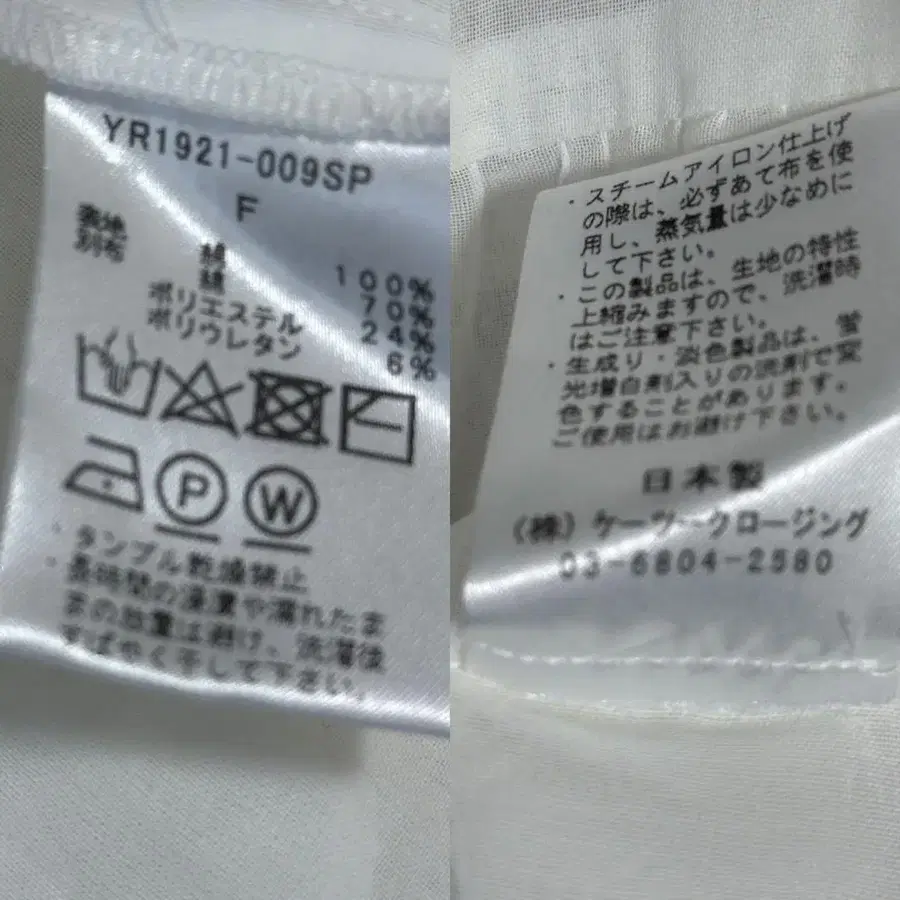 YR1921-009SP
F
表地 綿 100%
別布 綿 70%
ポリエステル 24%
ポリウレタン 6%
P W
・タンブル乾燥禁止
・長時間の浸漬や濡れたま
まの放置は避け、洗濯後
すばやく干して下さい。
・スチームアイロン仕上げ
の際は、必ずあて布を使
用し、蒸気量は少なめに
して下さい。
・この製品は、生地の特性
上縮みますので、洗濯時
はご注意下さい。
・生成り・淡色製品は、蛍
光増白剤入りの洗剤で変
色することがあります。
ご使用はお避け下さい。
日本製
(株)ケーツークロージング
03-6804-2580